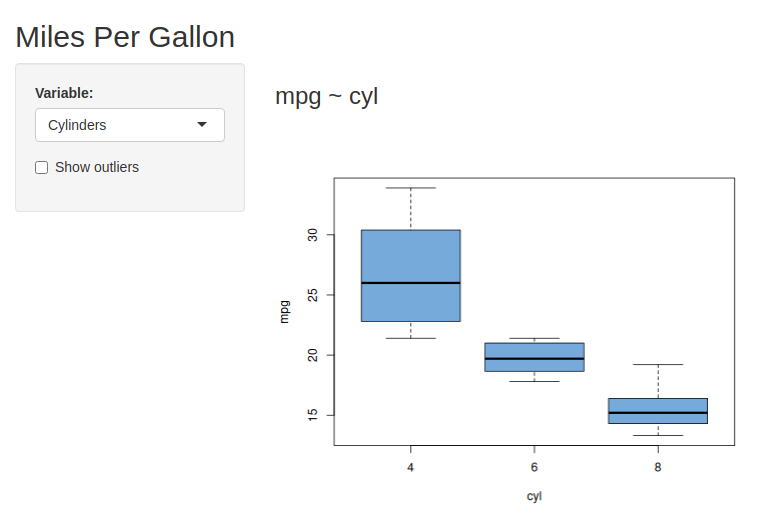 Miles Per Gallon
Variable:
Cylinders
Show outliers
mpg ~ cyl
mpg
30
25
20
15
4 6 8
cyl